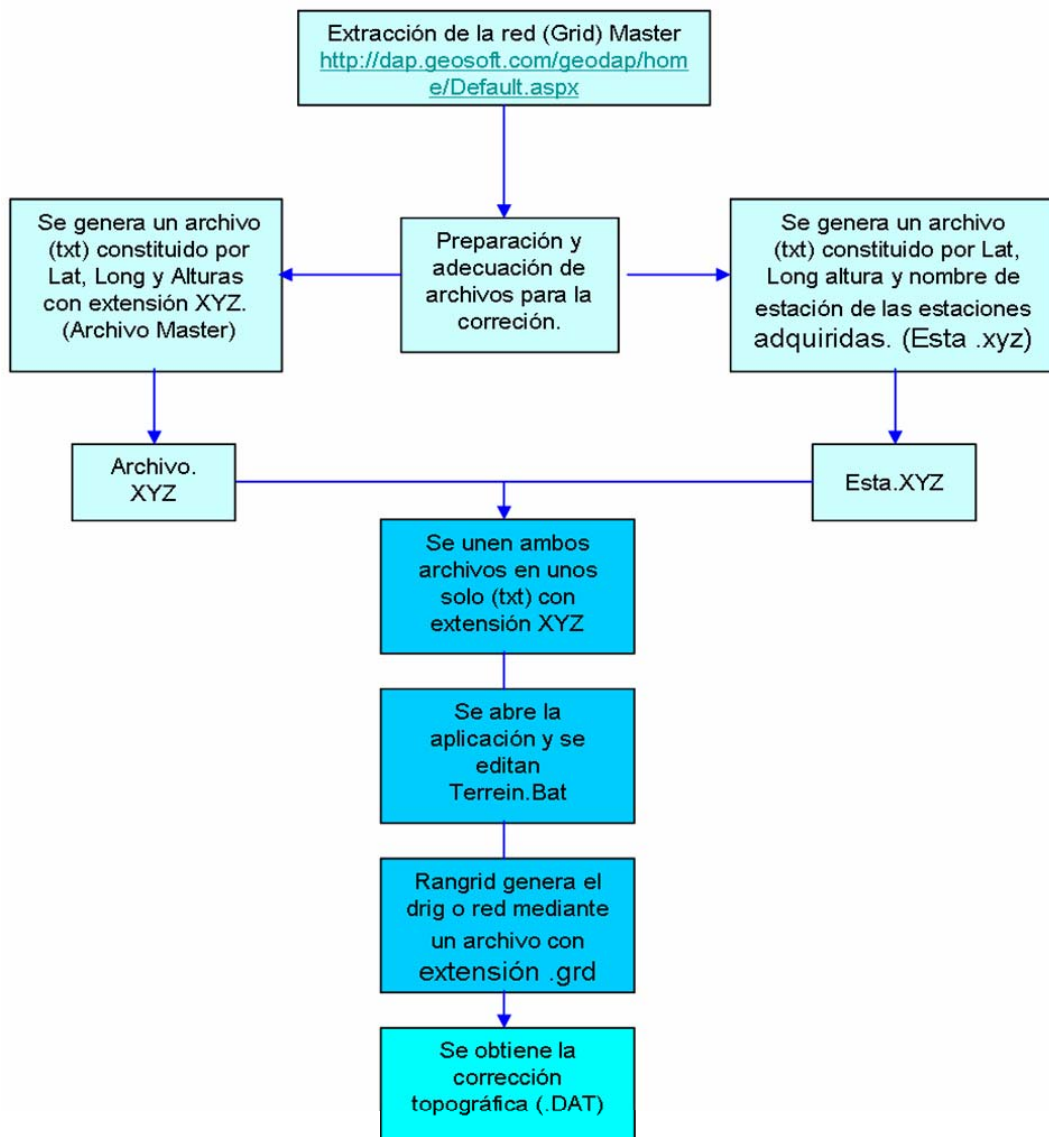 Extracción de la red (Grid) Master
http://dap.geosoft.com/geodap/hom
e/Default.aspx
Se genera un archivo
(txt) constituido por
Lat, Long y Alturas
con extensión XYZ.
(Archivo Master)
Preparación y
adecuación de
archivos para la
correción.
Se genera un archivo
(txt) constituido por Lat,
Long altura y nombre de
estación de las estaciones
adquiridas. (Esta .xyz)
Archivo.
XYZ
Esta.XYZ
Se unen ambos
archivos en unos
solo (txt) con
extensión XYZ
Se abre la
aplicación y se
editan
Terrein.Bat
Rangrid genera el
drig o red mediante
un archivo con
extensión .grd
Se obtiene la
corrección
topográfica (.DAT)